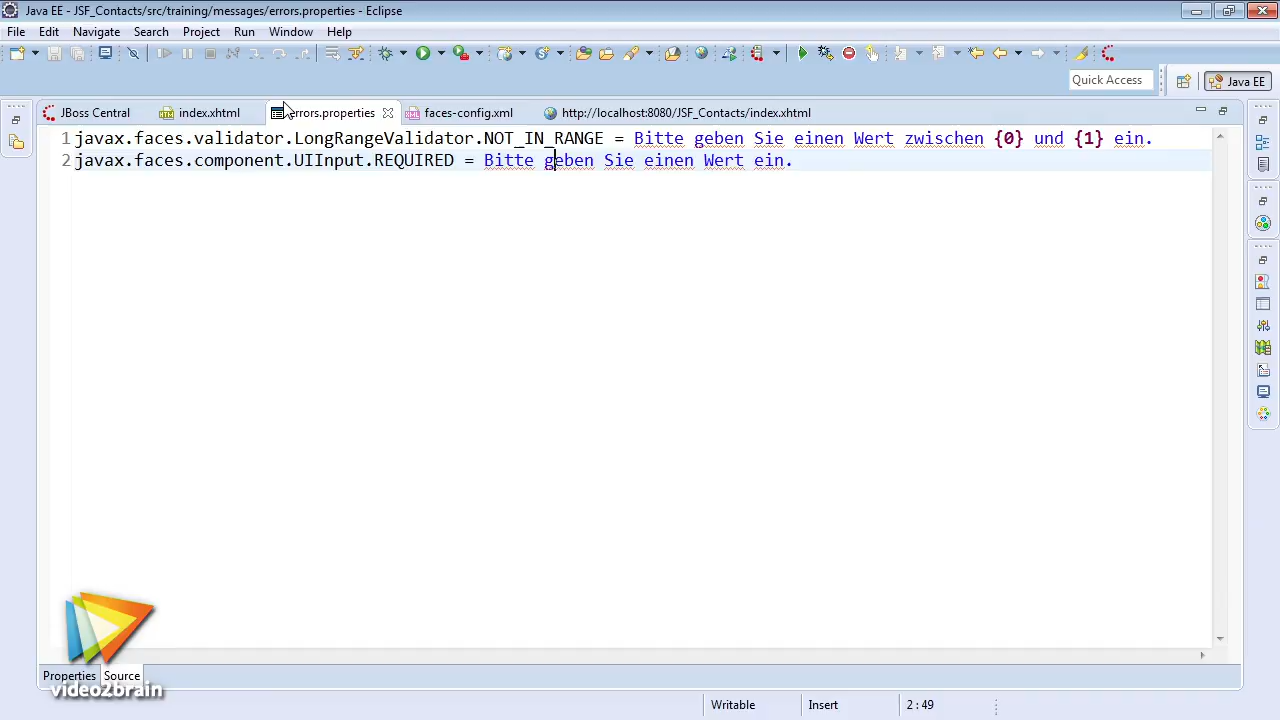 Java EE - JSF_Contacts/src/training/messages/errors.properties - Eclipse
File Edit Navigate Search Project Run Window Help
Quick Access
Java EE
JBoss Central index.xhtml errors.properties faces-config.xml http://localhost:8080/JSF_Contacts/index.xhtml
1 javax.faces.validator.LongRangeValidator.NOT_IN_RANGE = Bitte geben Sie einen Wert zwischen {0} und {1} ein.
2 javax.faces.component.UIInput.REQUIRED = Bitte geben Sie einen Wert ein.
Properties Source
video2brain
Writable Insert 2 : 49